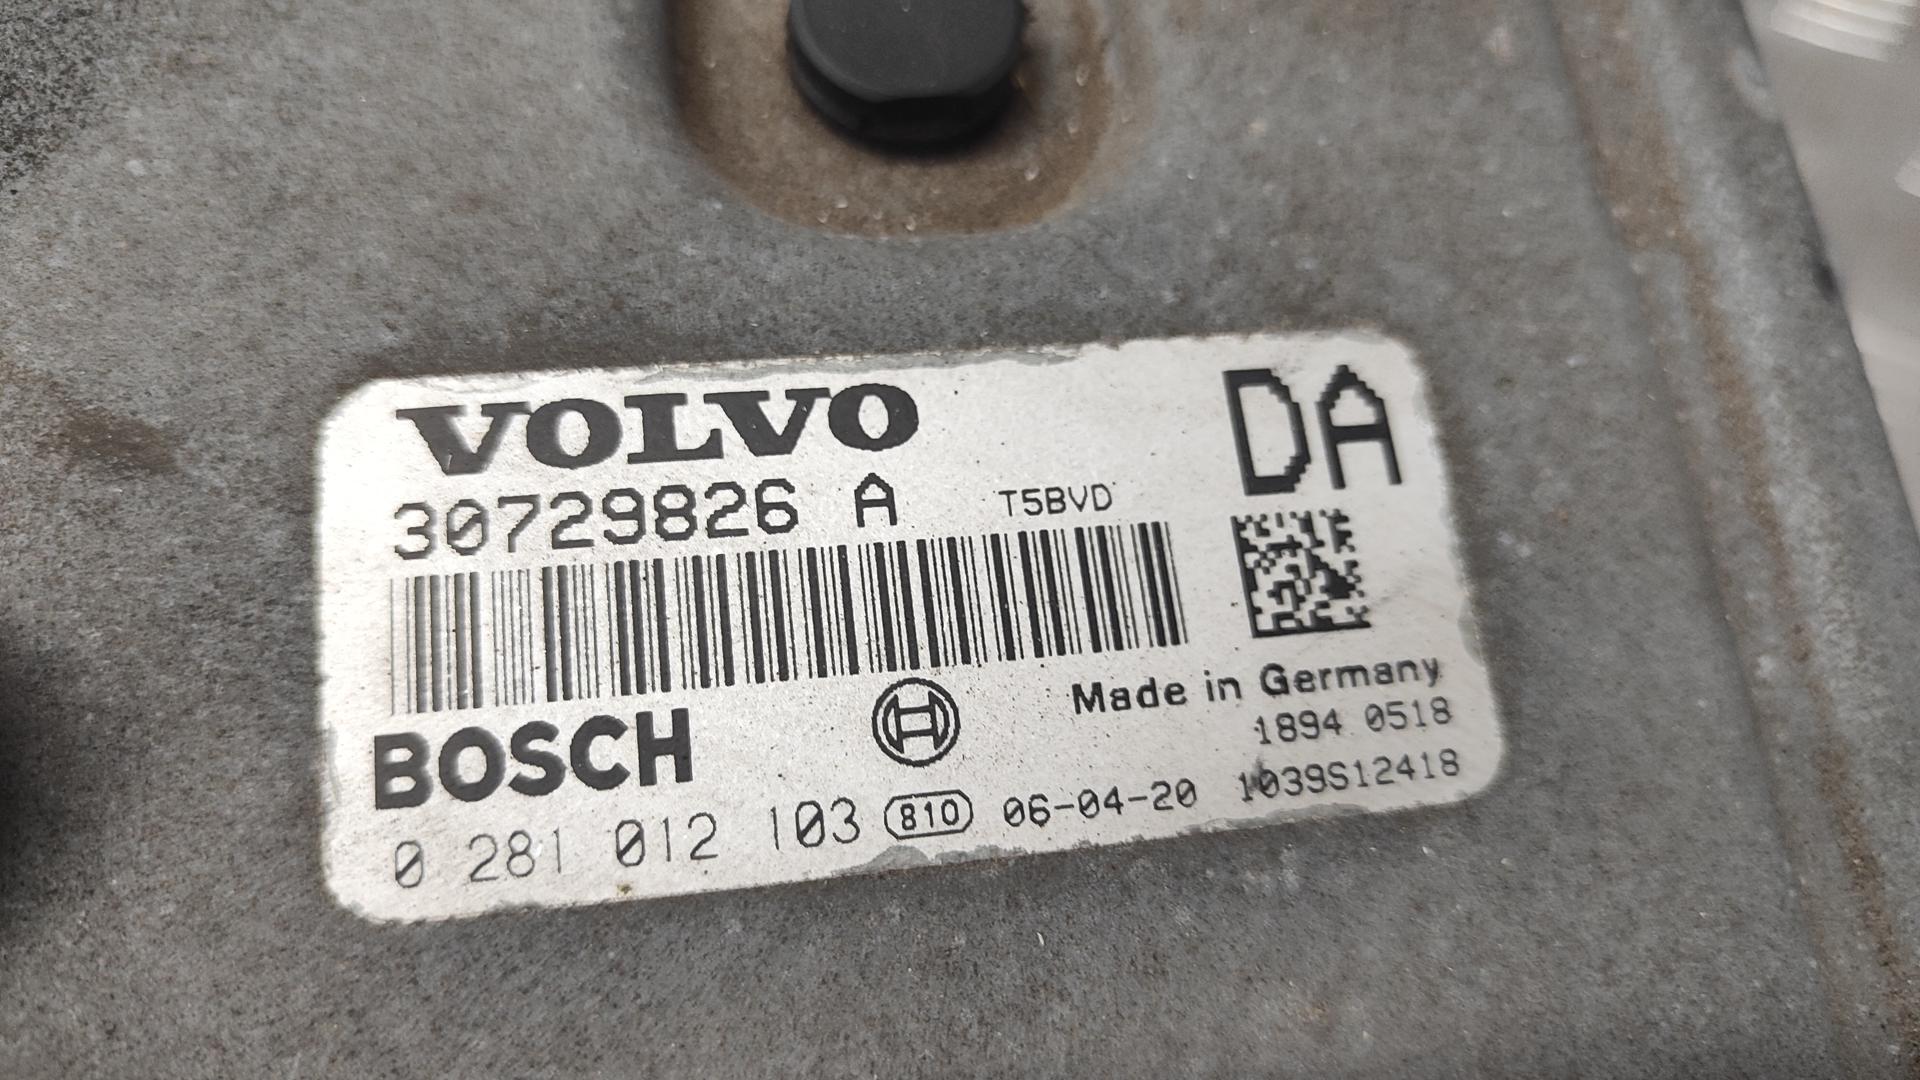 VOLVO
DA
30729826 A T5BVD
BOSCH
Made in Germany
1894 0518
0 281 012 103 810 06-04-20 1039S12418